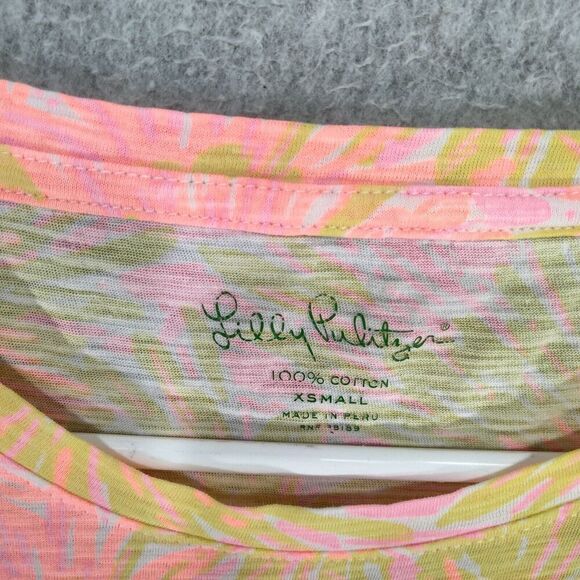 Lilly Pulitzer®
100% COTTON
XSMALL
MADE IN PERU